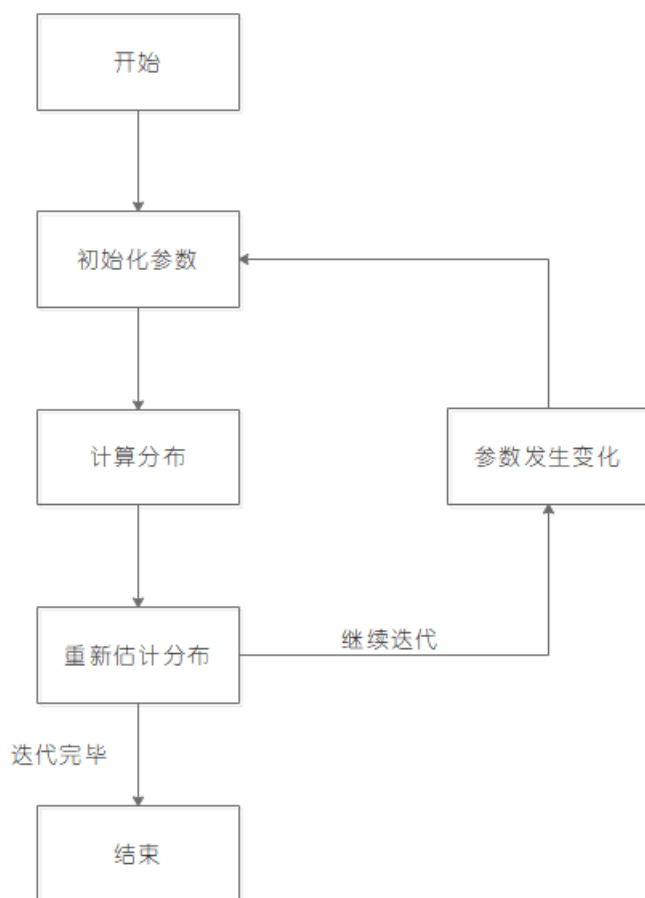 开始
初始化参数
计算分布
参数发生变化
继续迭代
重新估计分布
迭代完毕
结束